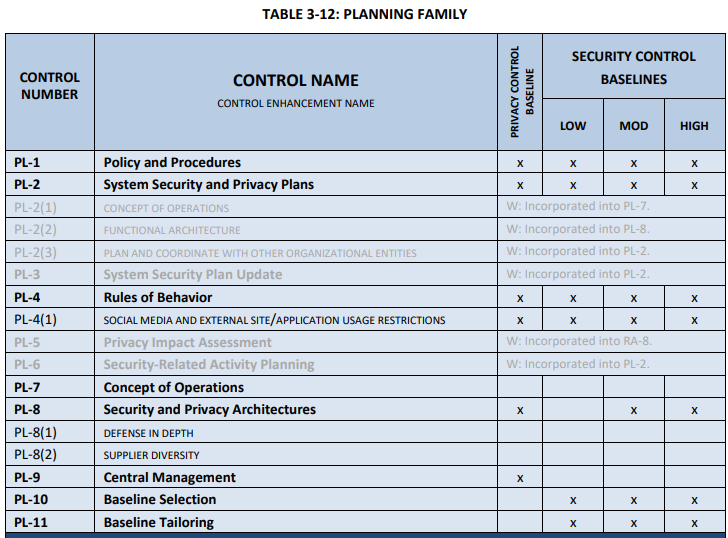 TABLE 3-12: PLANNING FAMILY
CONTROL NUMBER CONTROL NAME CONTROL ENHANCEMENT NAME PRIVACY CONTROL BASELINE SECURITY CONTROL BASELINES
LOW MOD HIGH
PL-1 Policy and Procedures x x x x
PL-2 System Security and Privacy Plans x x x x
PL-2(1) CONCEPT OF OPERATIONS W: Incorporated into PL-7.
PL-2(2) FUNCTIONAL ARCHITECTURE W: Incorporated into PL-8.
PL-2(3) PLAN AND COORDINATE WITH OTHER ORGANIZATIONAL ENTITIES W: Incorporated into PL-2.
PL-3 System Security Plan Update W: Incorporated into PL-2.
PL-4 Rules of Behavior x x x x
PL-4(1) SOCIAL MEDIA AND EXTERNAL SITE/APPLICATION USAGE RESTRICTIONS x x x x
PL-5 Privacy Impact Assessment W: Incorporated into RA-8.
PL-6 Security-Related Activity Planning W: Incorporated into PL-2.
PL-7 Concept of Operations
PL-8 Security and Privacy Architectures x x x
PL-8(1) DEFENSE IN DEPTH
PL-8(2) SUPPLIER DIVERSITY
PL-9 Central Management x
PL-10 Baseline Selection x x x
PL-11 Baseline Tailoring x x x